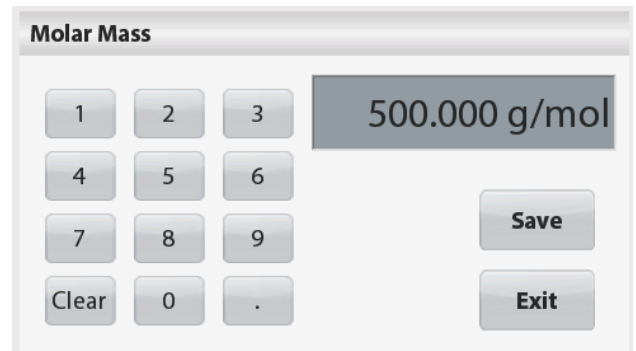 Molar Mass
500.000 g/mol
1 2 3
4 5 6
7 8 9
Clear 0 .
Save
Exit